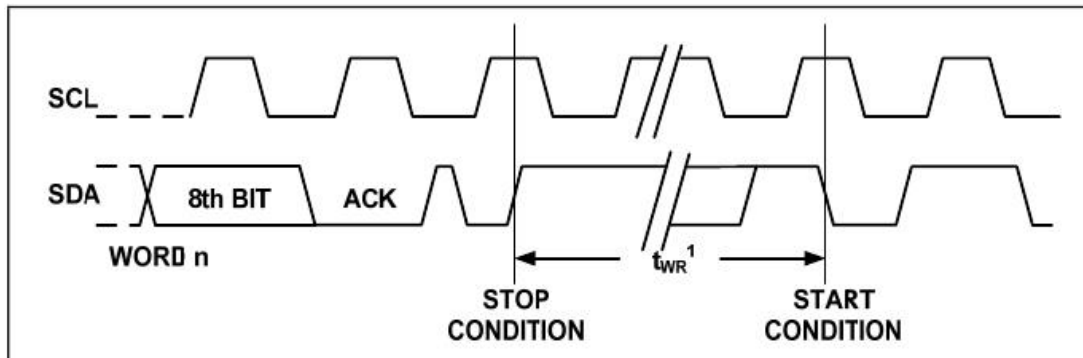 SCL
SDA
8th BIT
ACK
WORD n
tWR¹
STOP
CONDITION
START
CONDITION